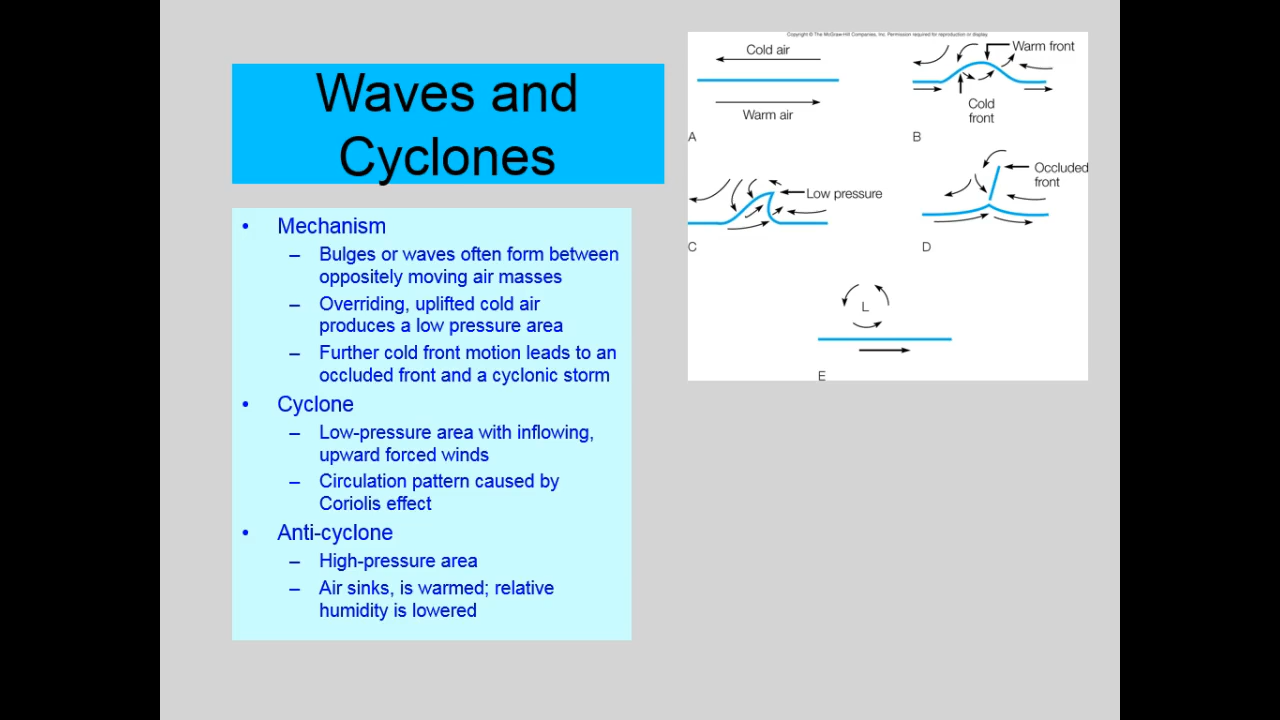 Waves and
Cyclones
• Mechanism
– Bulges or waves often form between
oppositely moving air masses
– Overriding, uplifted cold air
produces a low pressure area
– Further cold front motion leads to an
occluded front and a cyclonic storm
• Cyclone
– Low-pressure area with inflowing,
upward forced winds
– Circulation pattern caused by
Coriolis effect
• Anti-cyclone
– High-pressure area
– Air sinks, is warmed; relative
humidity is lowered
Copyright © The McGraw-Hill Companies, Inc. Permission required for reproduction or display.
Cold air
Warm air
A
Warm front
Cold
front
B
Low pressure
C
Occluded
front
D
L
E